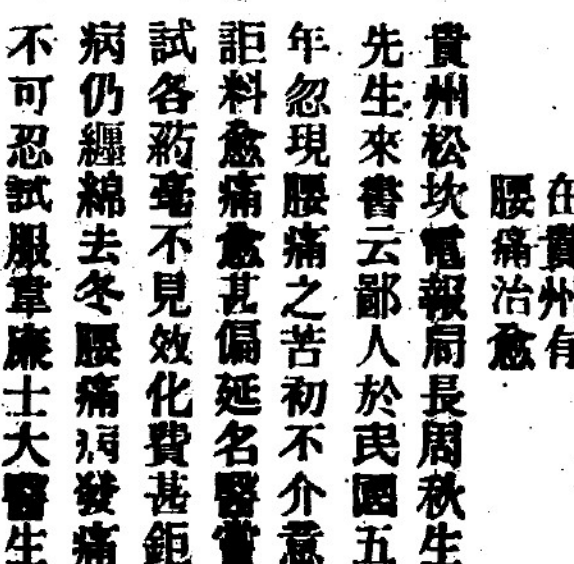 在貴州有
腰痛治愈
貴州松坎電報局長周秋生
先生來書云鄙人於民國五
年忽現腰痛之苦初不介意
詎料愈痛愈甚偏延名醫嘗
試各葯毫不見效化費甚鉅
病仍纏綿去冬腰痛病發痛
不可忍試服韋廉士大醫生